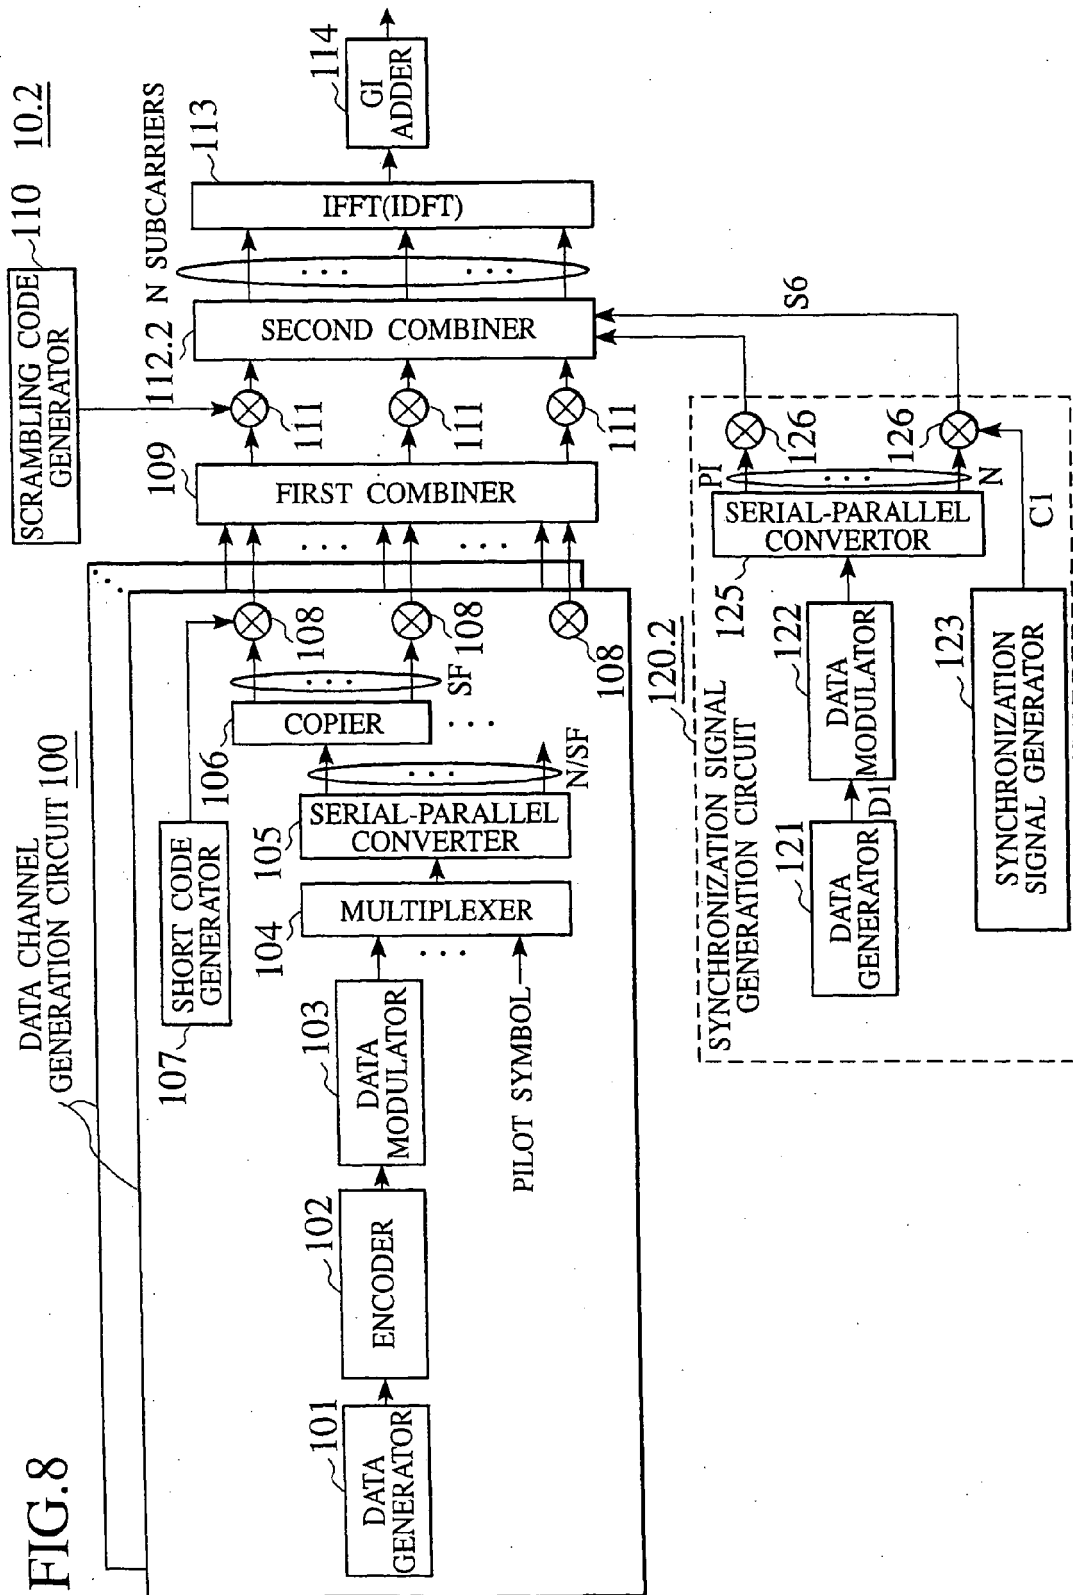 FIG.8
10.2
DATA CHANNEL
GENERATION CIRCUIT 100
101
DATA
GENERATOR
102
ENCODER
103
DATA
MODULATOR
PILOT SYMBOL
104
MULTIPLEXER
. . .
105
SERIAL-PARALLEL
CONVERTER
N/SF
. . .
106
COPIER
. . .
SF
. . .
107
SHORT CODE
GENERATOR
108
108
108
. . .
. . .
109
FIRST COMBINER
110
SCRAMBLING CODE
GENERATOR
111
111
111
112.2
SECOND COMBINER
N SUBCARRIERS
. . .
. . .
113
IFFT(IDFT)
114
GI
ADDER
120.2
SYNCHRONIZATION SIGNAL
GENERATION CIRCUIT
121
DATA
GENERATOR
D1
122
DATA
MODULATOR
125
SERIAL-PARALLEL
CONVERTOR
PI
. . .
N
126
126
123
SYNCHRONIZATION
SIGNAL GENERATOR
C1
S6